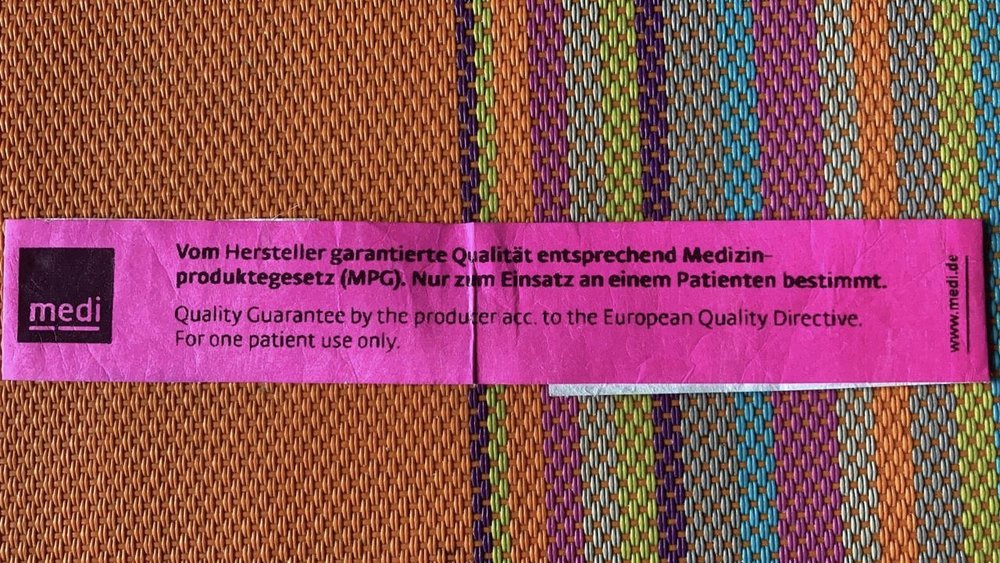 medi
Vom Hersteller garantierte Qualität entsprechend Medizin-
produktegesetz (MPG). Nur zum Einsatz an einem Patienten bestimmt.
Quality Guarantee by the producer acc. to the European Quality Directive.
For one patient use only.
www.medi.de